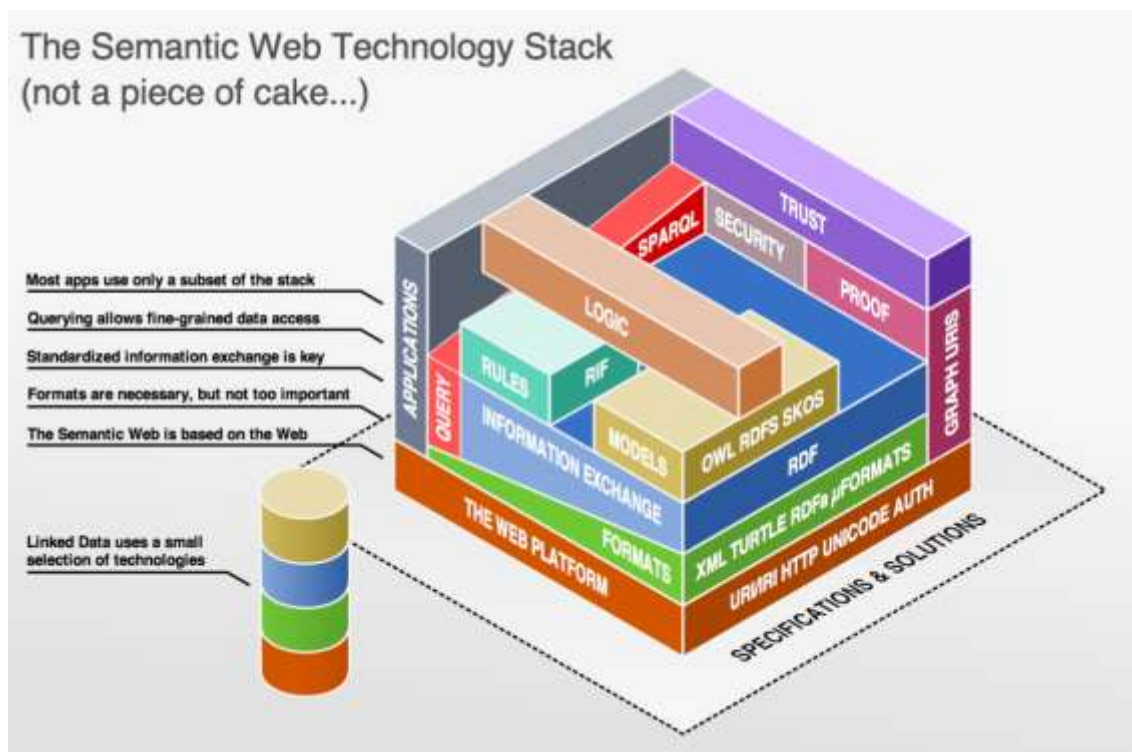 The Semantic Web Technology Stack
(not a piece of cake...)
Most apps use only a subset of the stack
Querying allows fine-grained data access
Standardized information exchange is key
Formats are necessary, but not too important
The Semantic Web is based on the Web
Linked Data uses a small
selection of technologies
APPLICATIONS
TRUST
SPARQL
SECURITY
PROOF
LOGIC
GRAPH URIS
RULES
RIF
QUERY
INFORMATION EXCHANGE
MODELS
OWL RDFS SKOS
RDF
FORMATS
XML TURTLE RDFa µFORMATS
THE WEB PLATFORM
HTTP UNICODE AUTH
SPECIFICATIONS & SOLUTIONS